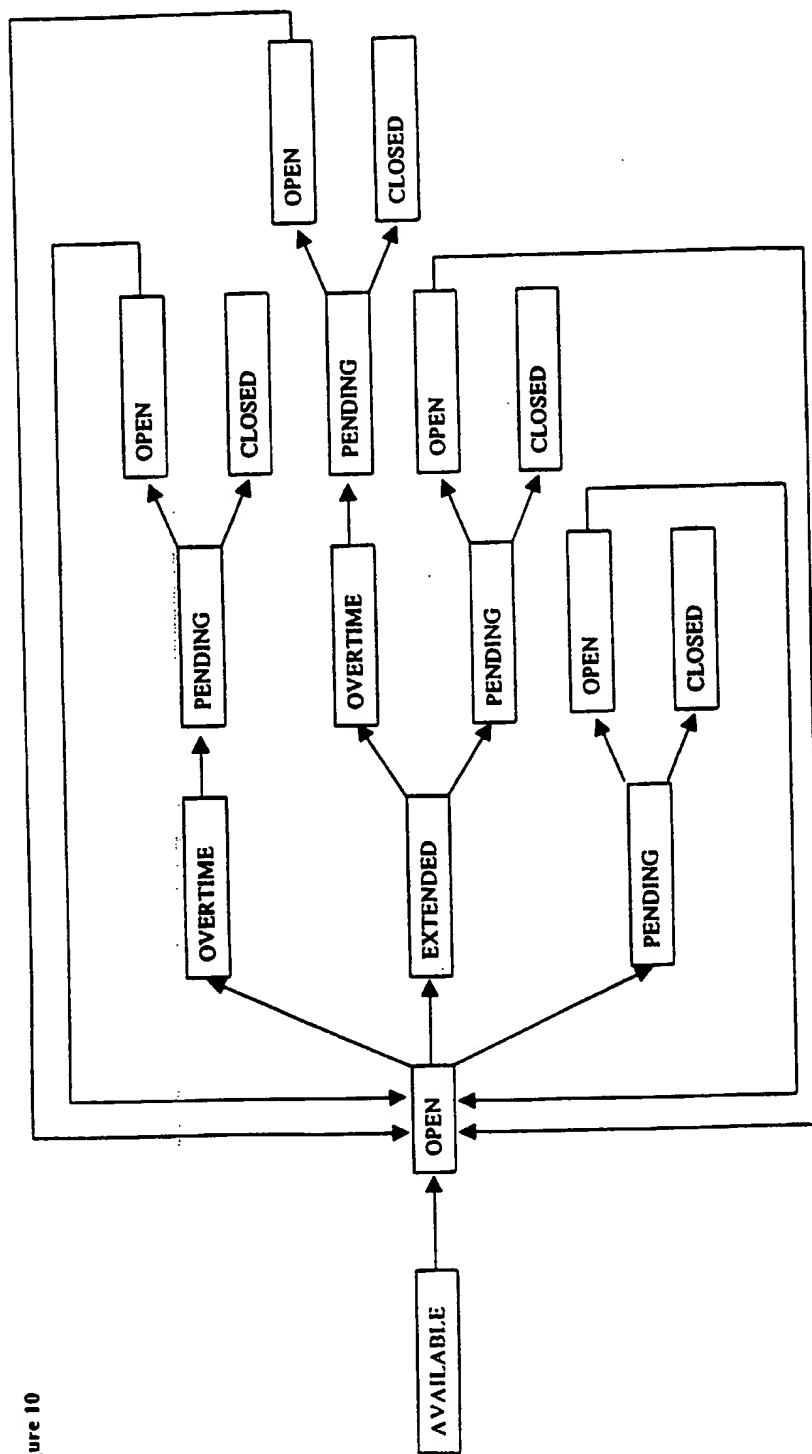 ure 10
AVAILABLE
OPEN
OVERTIME
EXTENDED
PENDING
PENDING
OVERTIME
PENDING
OPEN
CLOSED
OPEN
CLOSED
PENDING
OPEN
CLOSED
OPEN
CLOSED